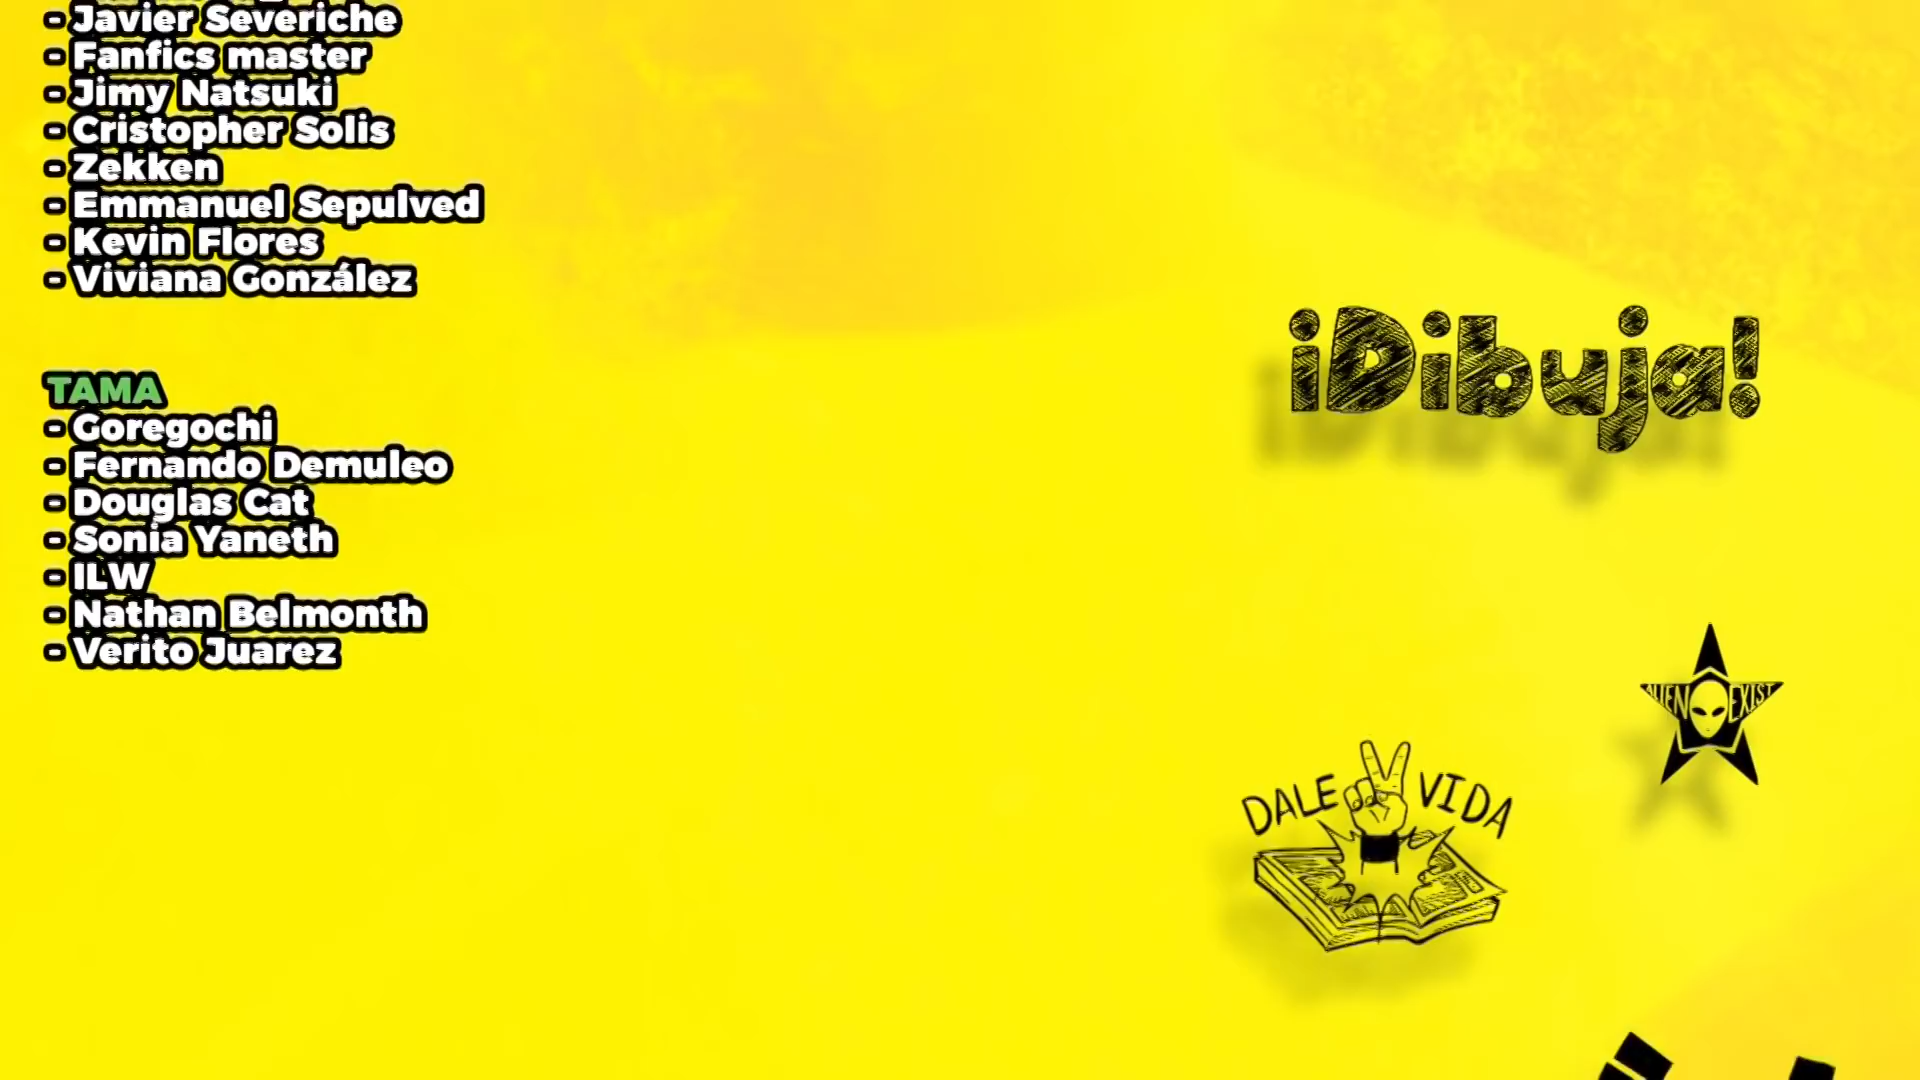 - Javier Severiche
- Fanfics master
- Jimy Natsuki
- Cristopher Solis
- Zekken
- Emmanuel Sepulved
- Kevin Flores
- Viviana González
TAMA
- Goregochi
- Fernando Demuleo
- Douglas Cat
- Sonia Yaneth
- ILW
- Nathan Belmonth
- Verito Juarez
¡Dibuja!
ALIEN EXIST
DALE VIDA